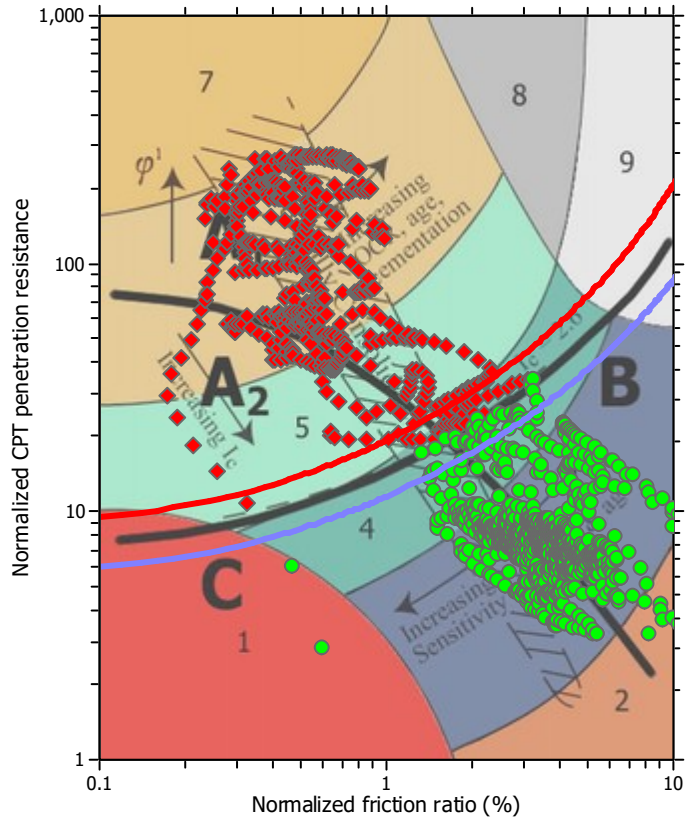 1,000
7
8
9
φ¹
Increasing
OCR, age,
cementation
100
Normalized CPT penetration resistance
A₂
Increasing I꜀
B
5
10
4
C
1
Increasing
Sensitivity
2
1
0.1
1
10
Normalized friction ratio (%)